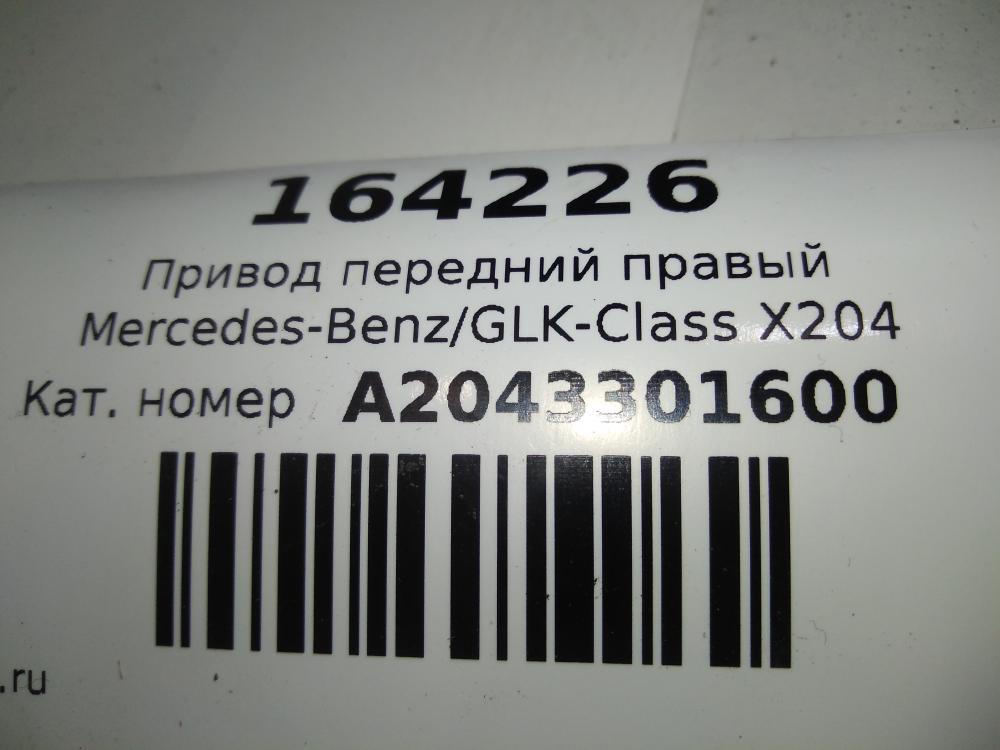 164226
Привод передний правый
Mercedes-Benz/GLK-Class X204
Кат. номер A2043301600
.ru